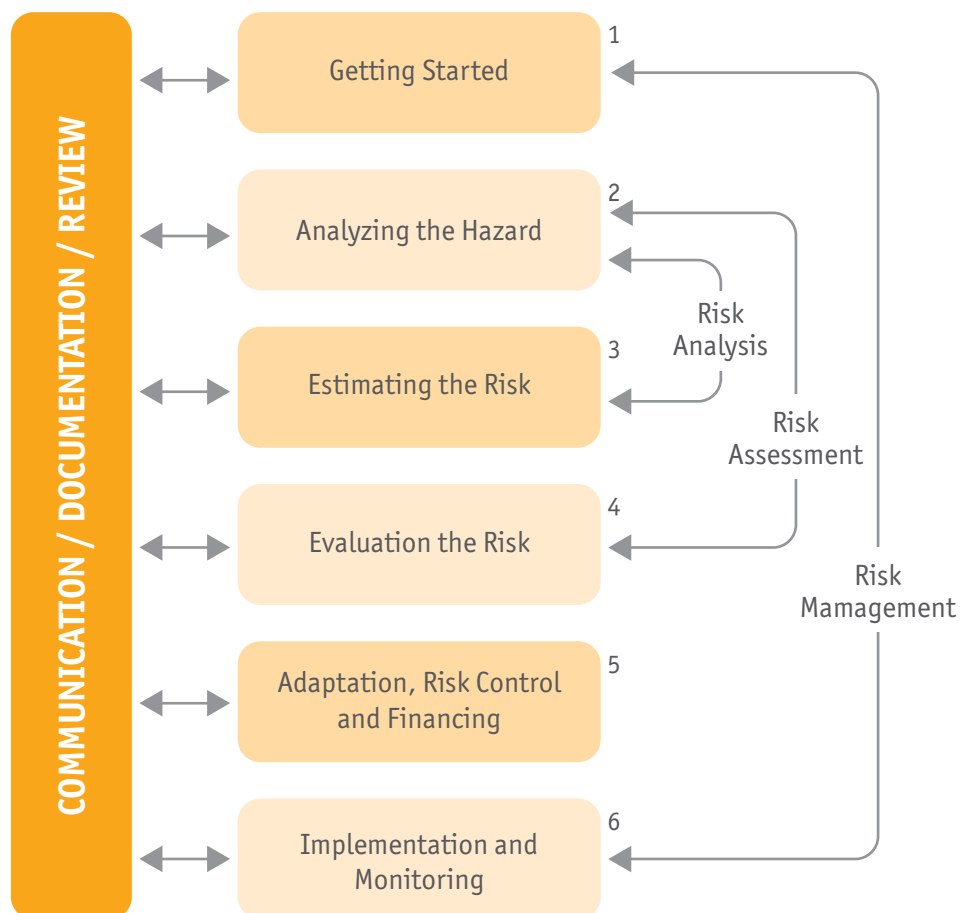 COMMUNICATION / DOCUMENTATION / REVIEW
1
Getting Started
2
Analyzing the Hazard
Risk
Analysis
3
Estimating the Risk
Risk
Assessment
4
Evaluation the Risk
Risk
Mamagement
5
Adaptation, Risk Control
and Financing
6
Implementation and
Monitoring